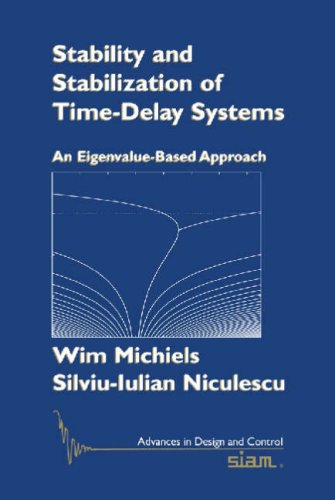 Stability and
Stabilization of
Time-Delay Systems
An Eigenvalue-Based Approach
Wim Michiels
Silviu-Iulian Niculescu
Advances in Design and Control
siam®